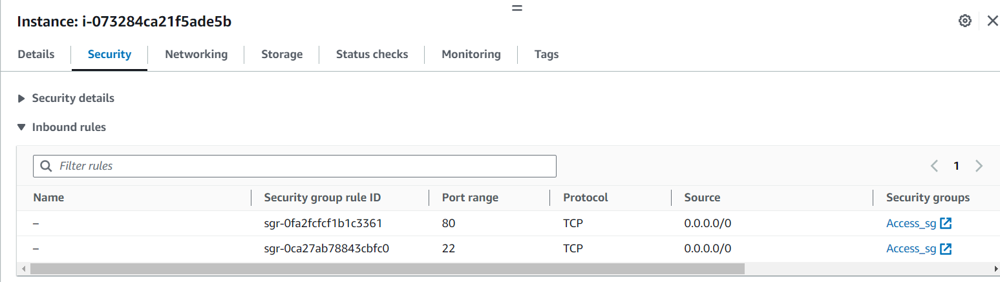 Instance: i-073284ca21f5ade5b
Details Security Networking Storage Status checks Monitoring Tags
Security details
Inbound rules
Filter rules
1
Name Security group rule ID Port range Protocol Source Security groups
– sgr-0fa2fcfcf1b1c3361 80 TCP 0.0.0.0/0 Access_sg
– sgr-0ca27ab78843cbfc0 22 TCP 0.0.0.0/0 Access_sg